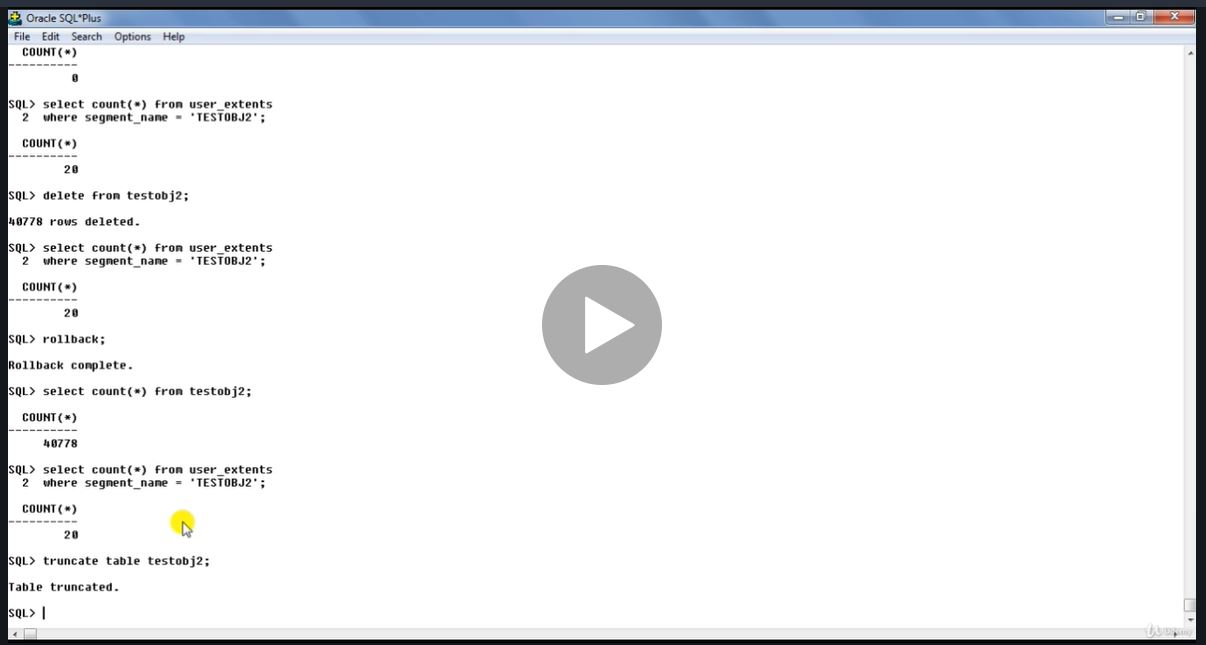 Oracle SQL*Plus
File Edit Search Options Help
COUNT(*)
----------
0
SQL> select count(*) from user_extents
2 where segment_name = 'TESTOBJ2';
COUNT(*)
----------
20
SQL> delete from testobj2;
40778 rows deleted.
SQL> select count(*) from user_extents
2 where segment_name = 'TESTOBJ2';
COUNT(*)
----------
20
SQL> rollback;
Rollback complete.
SQL> select count(*) from testobj2;
COUNT(*)
----------
40778
SQL> select count(*) from user_extents
2 where segment_name = 'TESTOBJ2';
COUNT(*)
----------
20
SQL> truncate table testobj2;
Table truncated.
SQL>